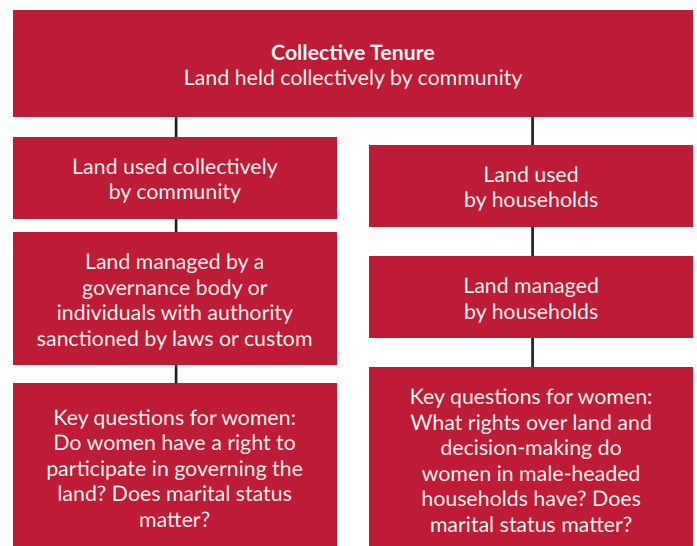 Collective Tenure
Land held collectively by community
Land used collectively
by community
Land managed by a
governance body or
individuals with authority
sanctioned by laws or custom
Key questions for women:
Do women have a right to
participate in governing the
land? Does marital status
matter?
Land used
by households
Land managed
by households
Key questions for women:
What rights over land and
decision-making do
women in male-headed
households have? Does
marital status matter?